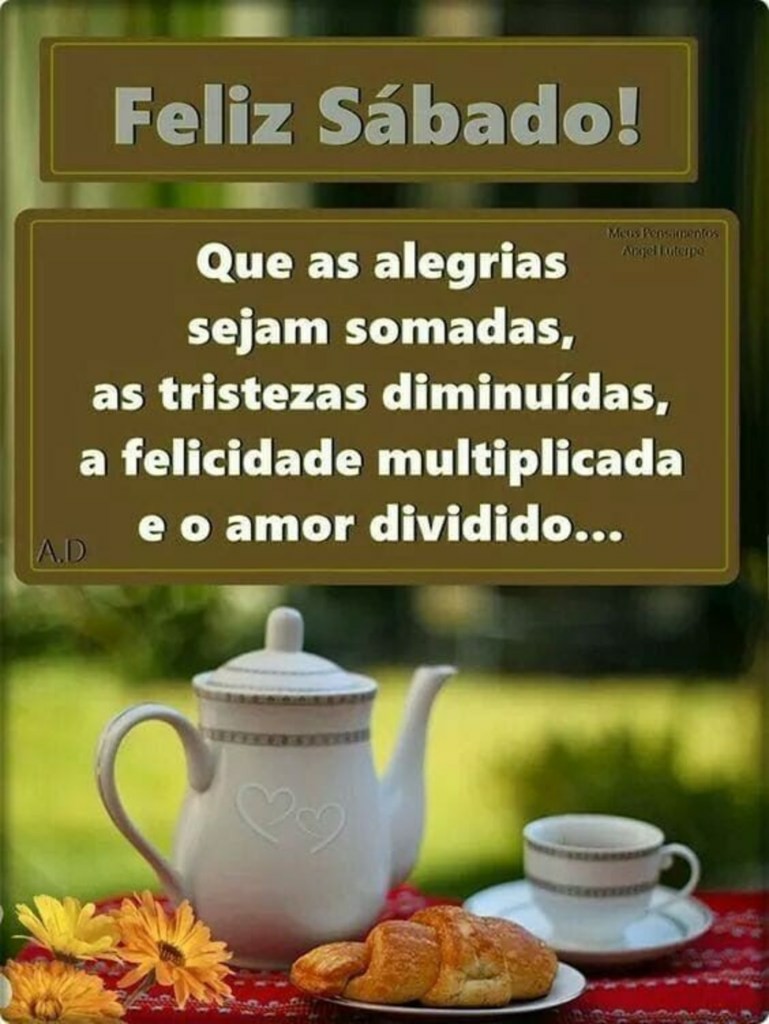 Feliz Sábado!
Meus Pensamentos
Angel Euterpe
Que as alegrias
sejam somadas,
as tristezas diminuídas,
a felicidade multiplicada
e o amor dividido...
A.D